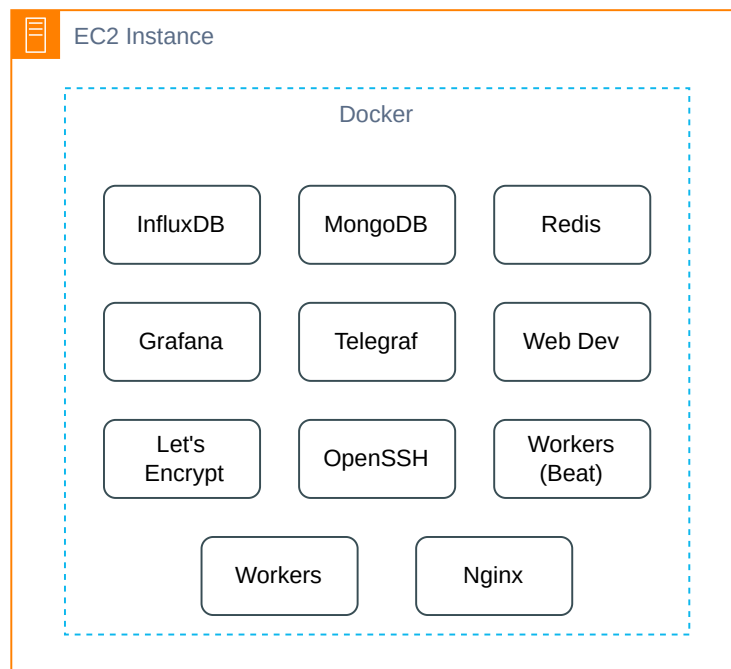 EC2 Instance
Docker
InfluxDB
MongoDB
Redis
Grafana
Telegraf
Web Dev
Let's
Encrypt
OpenSSH
Workers
(Beat)
Workers
Nginx